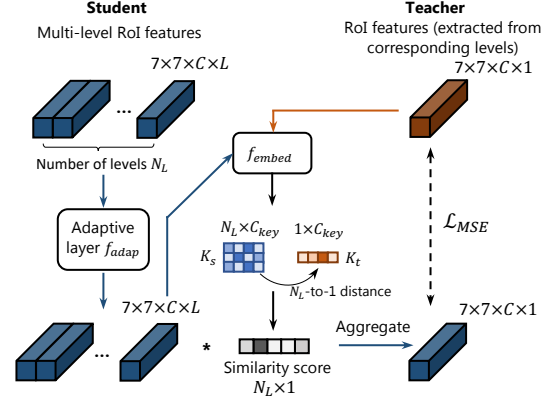 Student
Multi-level RoI features
7×7×C×L
...
Number of levels N_L
Adaptive
layer f_adap
7×7×C×L
...
*
Teacher
RoI features (extracted from
corresponding levels)
7×7×C×1
f_embed
N_L×C_key
1×C_key
K_s
K_t
N_L-to-1 distance
ℒ_MSE
Similarity score
N_L×1
Aggregate
7×7×C×1